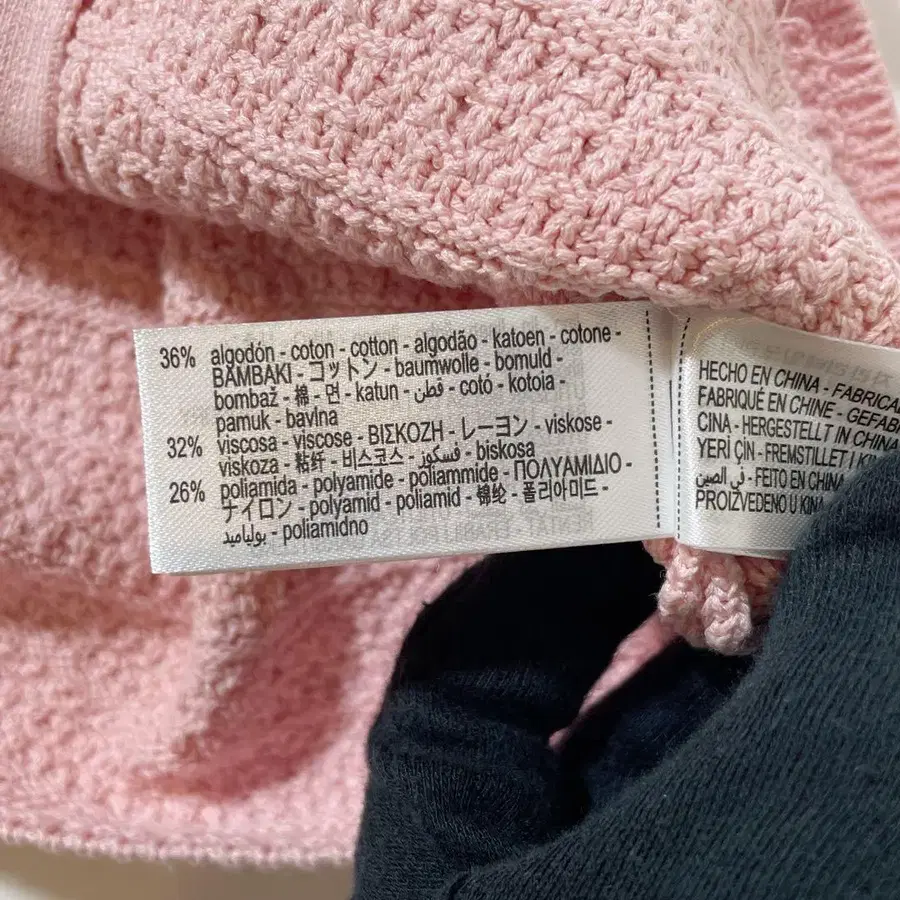 36% algodón - coton - cotton - algodão - katoen - cotone -
BAMBAKI - コットン - baumwolle - bomuld -
bombaž - 棉 - 면 - katun - قطن - cotó - kotoia -
pamuk - bavlna
32% viscosa - viscose - ΒΙΣΚΟΖΗ - レーヨン - viskose -
viskoza - 粘纤 - 비스코스 - فسكوز - biskosa
26% poliamida - polyamide - poliammide - ΠΟΛΥΑΜΙΔΙΟ -
ナイロン - polyamid - poliamid - 锦纶 - 폴리아미드 -
بولياميد - poliamidno
HECHO EN CHINA - FABRICA
FABRIQUÉ EN CHINE - GEFAB
CINA - HERGESTELLT IN CHINA
YERİ ÇİN - FREMSTILLET I K
في الصين - FEITO EN CHINA
PROIZVEDENO U KINA